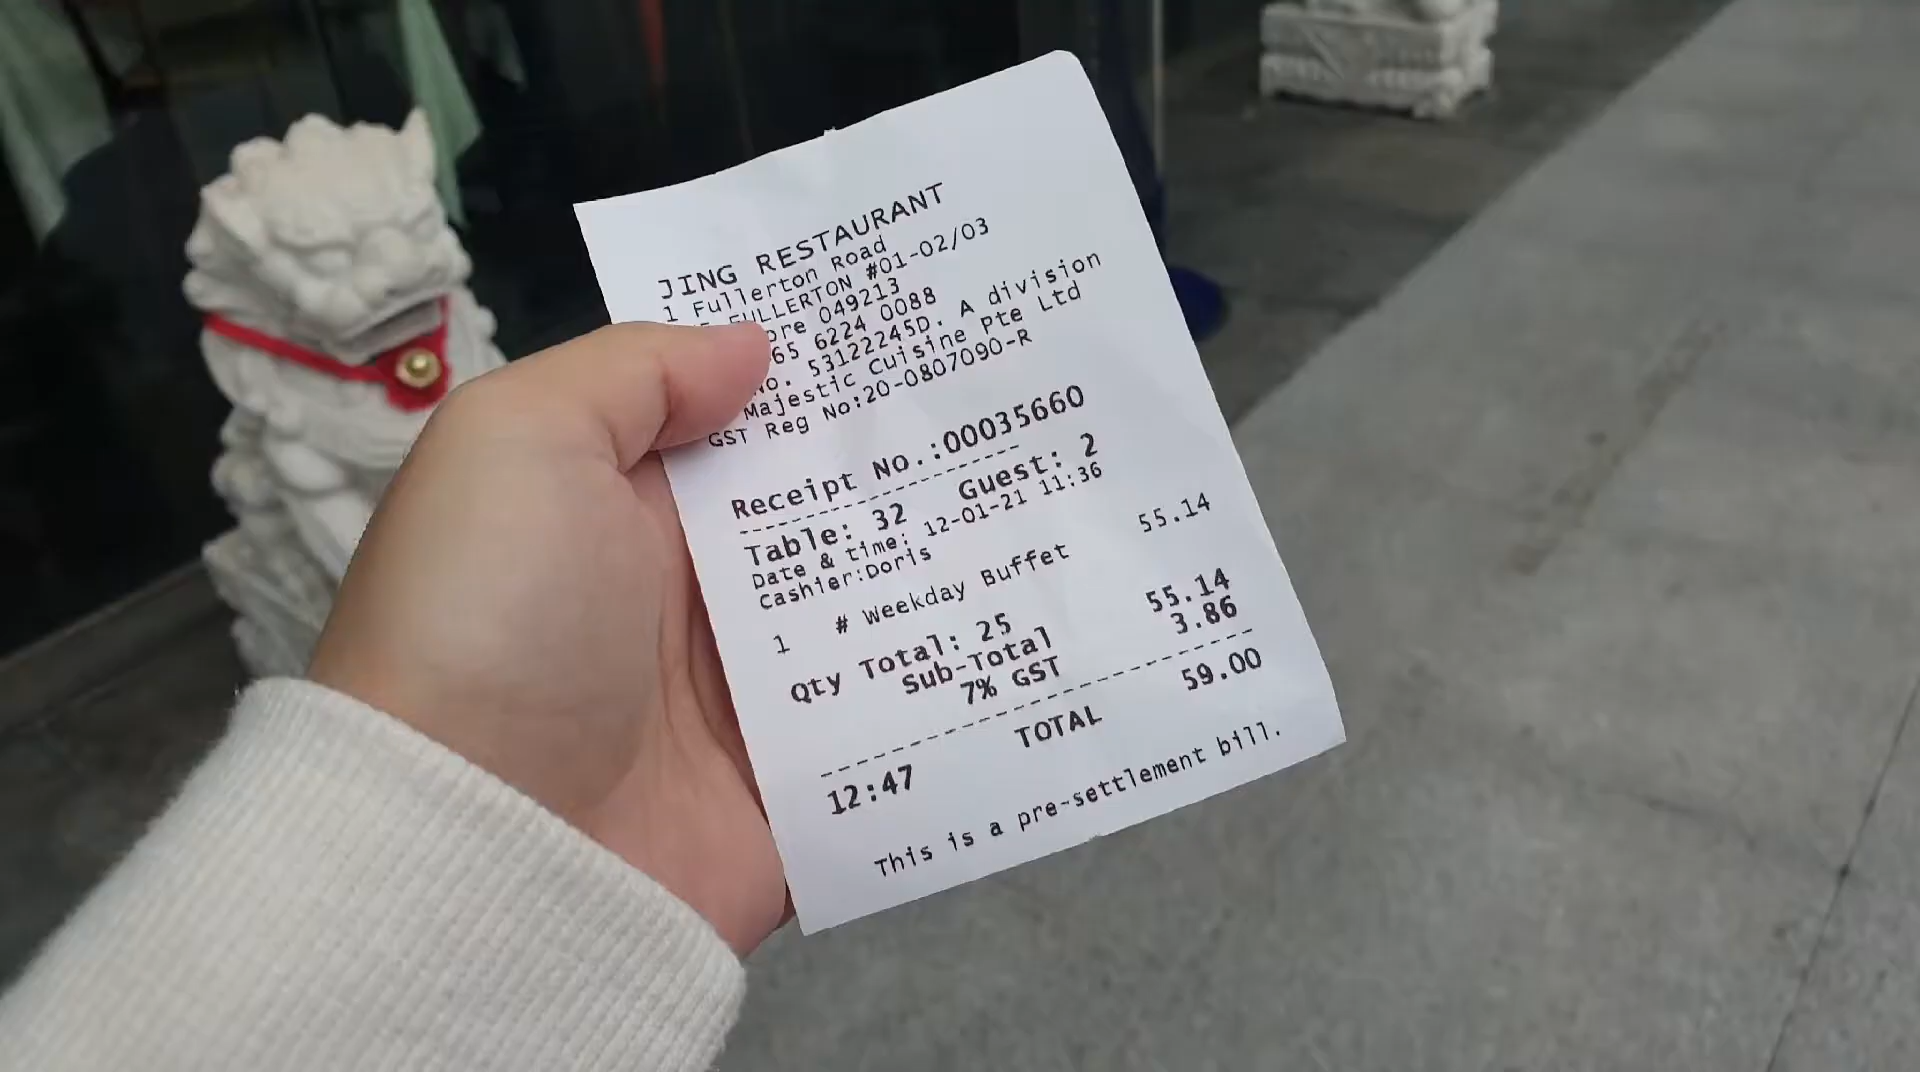 JING RESTAURANT
1 Fullerton Road
FULLERTON #01-02/03
049213
65 6224 0088
No. 53122245D. A division
Majestic Cuisine Pte Ltd
GST Reg No:20-0807090-R
Receipt No.:00035660
Table: 32 Guest: 2
Date & time: 12-01-21 11:36
Cashier:Doris
1 # Weekday Buffet 55.14
Qty Total: 25
Sub-Total 55.14
7% GST 3.86
TOTAL 59.00
12:47
This is a pre-settlement bill.